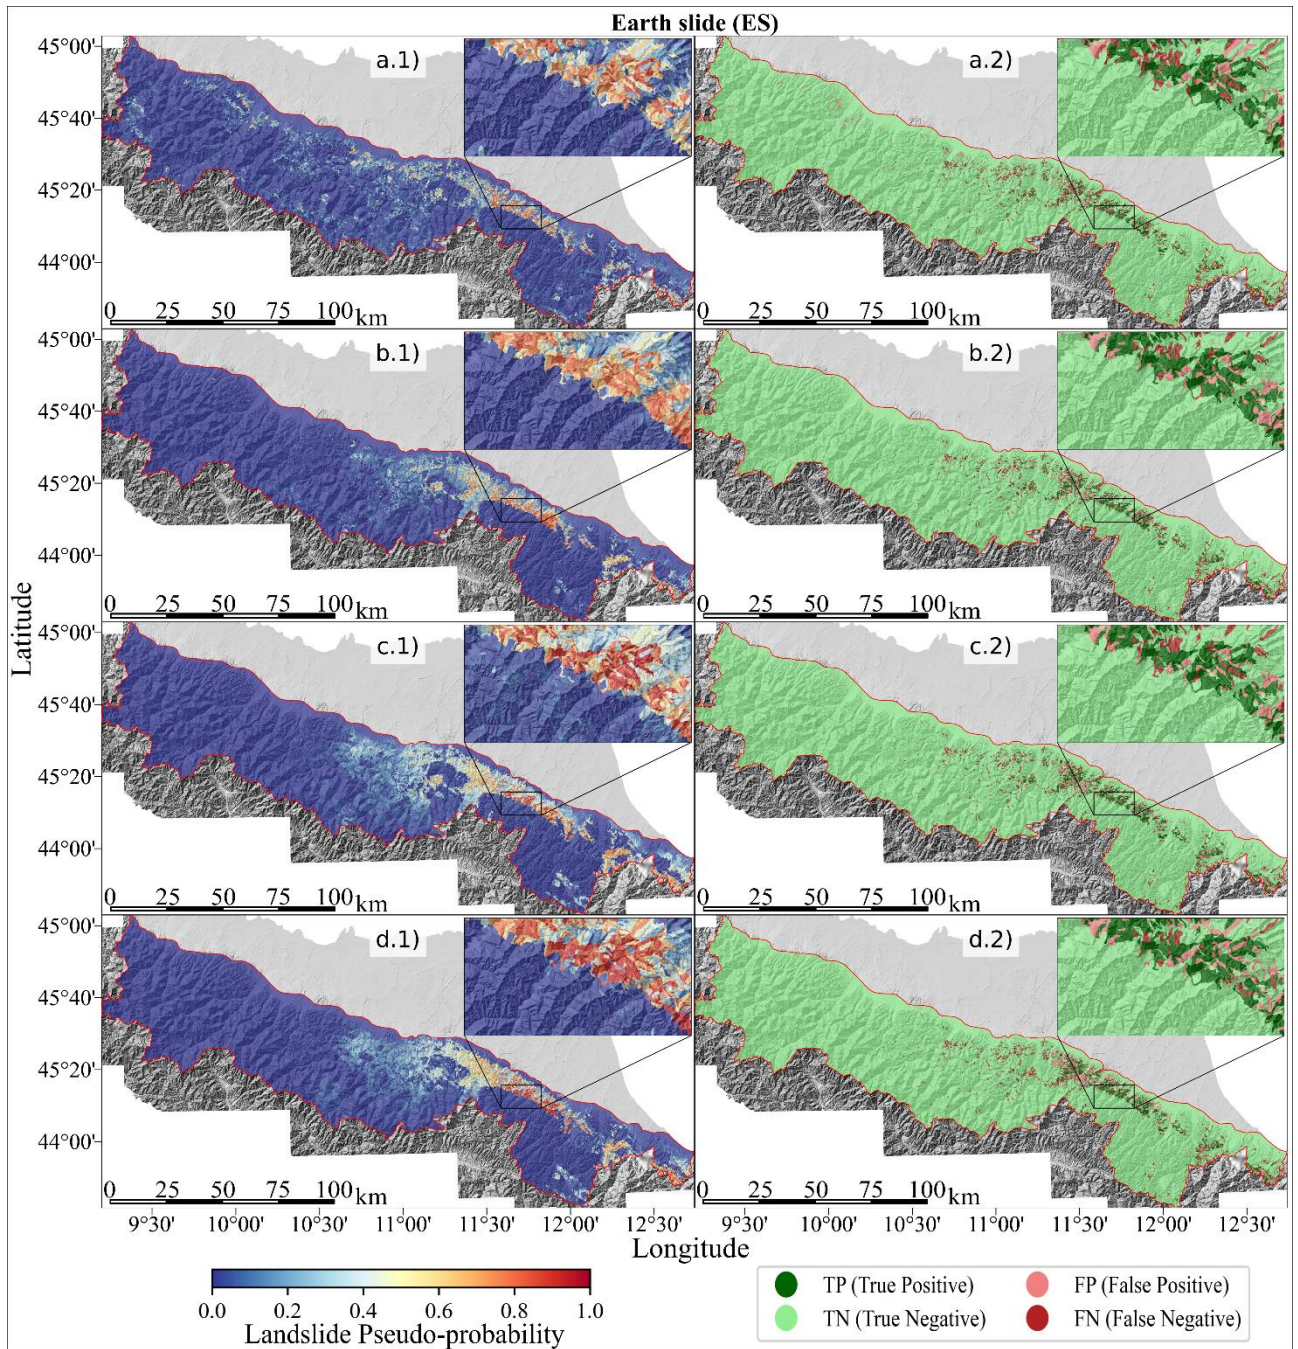 Earth slide (ES)
a.1) a.2)
45°00'
45°40'
45°20'
44°00'
0 25 50 75 100 km
0 25 50 75 100 km
b.1) b.2)
45°00'
45°40'
45°20'
44°00'
0 25 50 75 100 km
0 25 50 75 100 km
Latitude
c.1) c.2)
45°00'
45°40'
45°20'
44°00'
0 25 50 75 100 km
0 25 50 75 100 km
d.1) d.2)
45°00'
45°40'
45°20'
44°00'
0 25 50 75 100 km
0 25 50 75 100 km
9°30' 10°00' 10°30' 11°00' 11°30' 12°00' 12°30'
9°30' 10°00' 10°30' 11°00' 11°30' 12°00' 12°30'
Longitude
0.0 0.2 0.4 0.6 0.8 1.0
Landslide Pseudo-probability
TP (True Positive) FP (False Positive)
TN (True Negative) FN (False Negative)